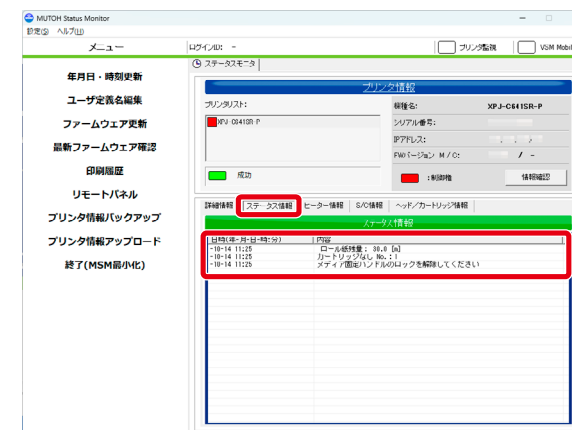 MUTOH Status Monitor
設定(S) ヘルプ(H)
メニュー
ログインID: -
プリンタ監視
VSM Mobil
ステータスモニタ
年月日・時刻更新
ユーザ定義名編集
ファームウェア更新
最新ファームウェア確認
印刷履歴
リモートパネル
プリンタ情報バックアップ
プリンタ情報アップロード
終了(MSM最小化)
プリンタ情報
プリンタリスト:
XPJ-C641SR-P
成功
機種名: XPJ-C641SR-P
シリアル番号:
IPアドレス:
FWバージョン M / C: / -
:制御権
情報確認
詳細情報 ステータス情報 ヒーター情報 S/C情報 ヘッド/カートリッジ情報
ステータス情報
日時(年-月-日-時:分) 内容
-10-14 11:25 ロール紙残量: 30.0 [m]
-10-14 11:25 カートリッジなし No.:1
-10-14 11:25 メディア固定ハンドルのロックを解除してください